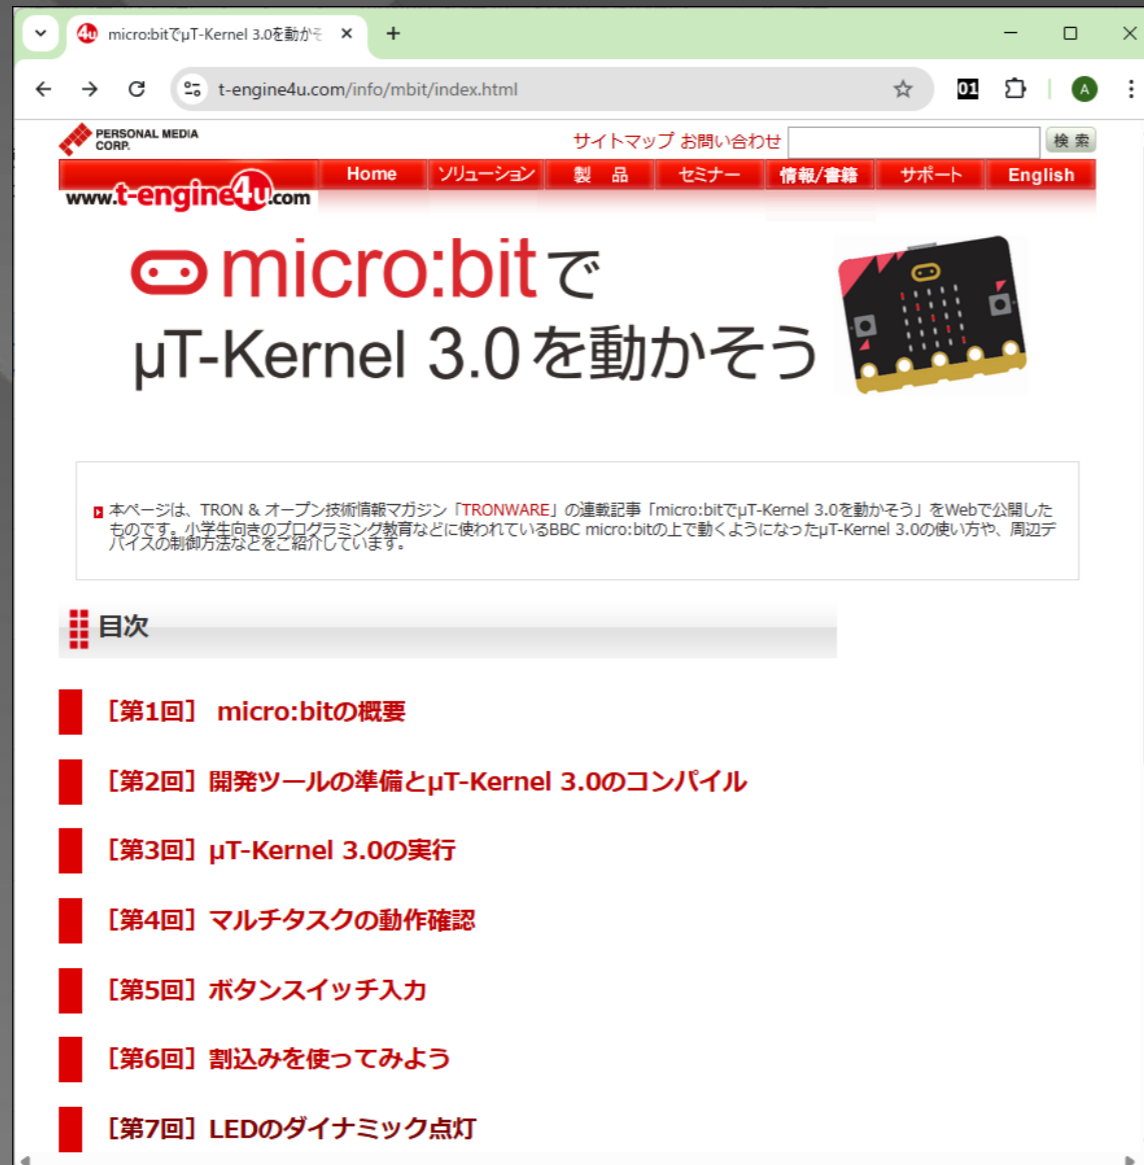 micro:bitでμT-Kernel 3.0を動かそ
t-engine4u.com/info/mbit/index.html
01
A
PERSONAL MEDIA
CORP.
サイトマップ お問い合わせ
検 索
Home ソリューション 製 品 セミナー 情報/書籍 サポート English
www.t-engine4u.com
micro:bitで
μT-Kernel 3.0を動かそう
本ページは、TRON & オープン技術情報マガジン「TRONWARE」の連載記事「micro:bitでμT-Kernel 3.0を動かそう」をWebで公開した
ものです。小学生向きのプログラミング教育などに使われているBBC micro:bitの上で動くようになったμT-Kernel 3.0の使い方や、周辺デ
バイスの制御方法などをご紹介しています。
目次
［第1回］ micro:bitの概要
［第2回］開発ツールの準備とμT-Kernel 3.0のコンパイル
［第3回］μT-Kernel 3.0の実行
［第4回］マルチタスクの動作確認
［第5回］ボタンスイッチ入力
［第6回］割込みを使ってみよう
［第7回］LEDのダイナミック点灯